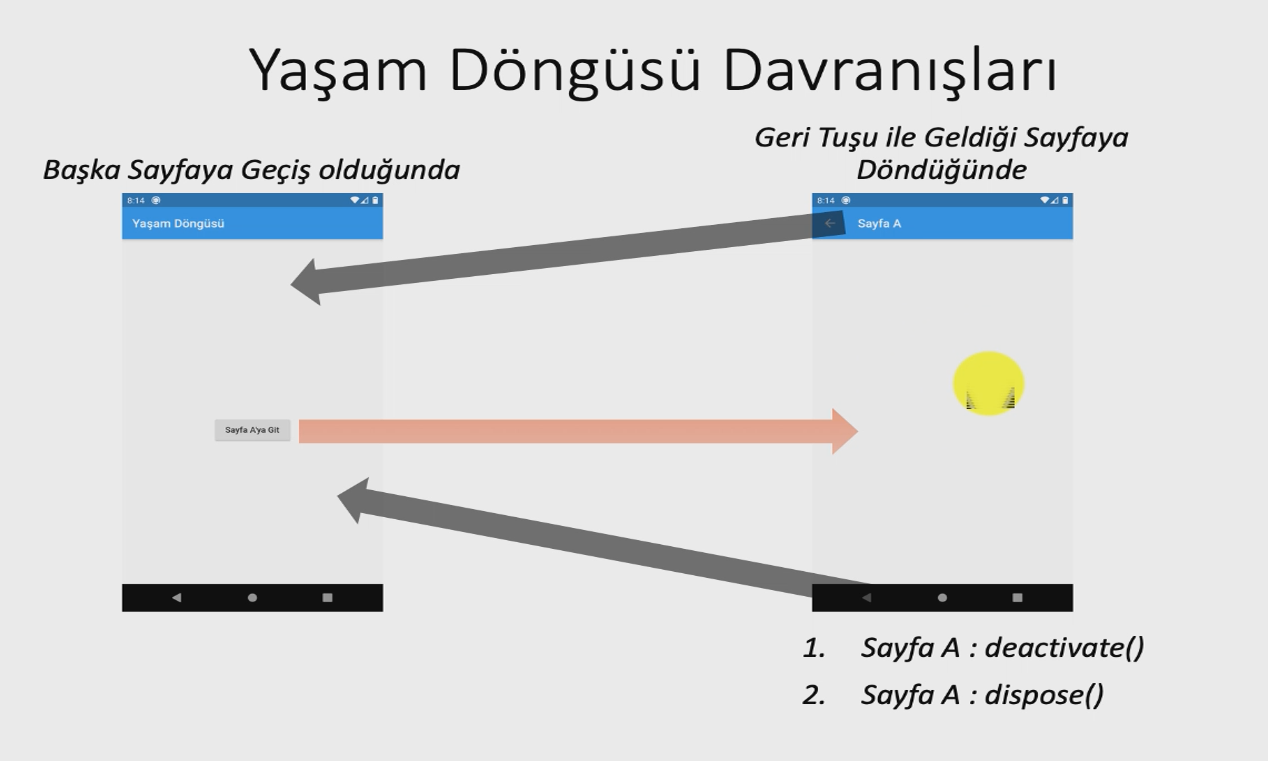 Yaşam Döngüsü Davranışları
Başka Sayfaya Geçiş olduğunda
Geri Tuşu ile Geldiği Sayfaya
Döndüğünde
8:14
Yaşam Döngüsü
Sayfa A'ya Git
8:14
Sayfa A
1. Sayfa A : deactivate()
2. Sayfa A : dispose()